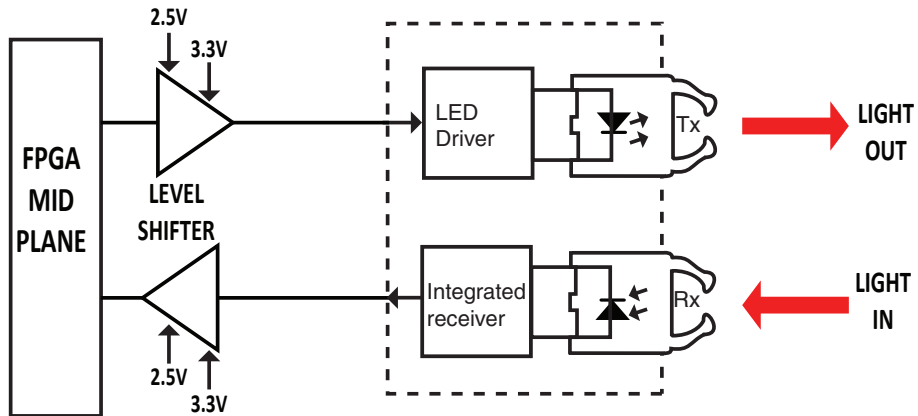 2.5V
3.3V
FPGA
MID
PLANE
LEVEL
SHIFTER
LED
Driver
Tx
LIGHT
OUT
Integrated
receiver
Rx
LIGHT
IN
2.5V
3.3V